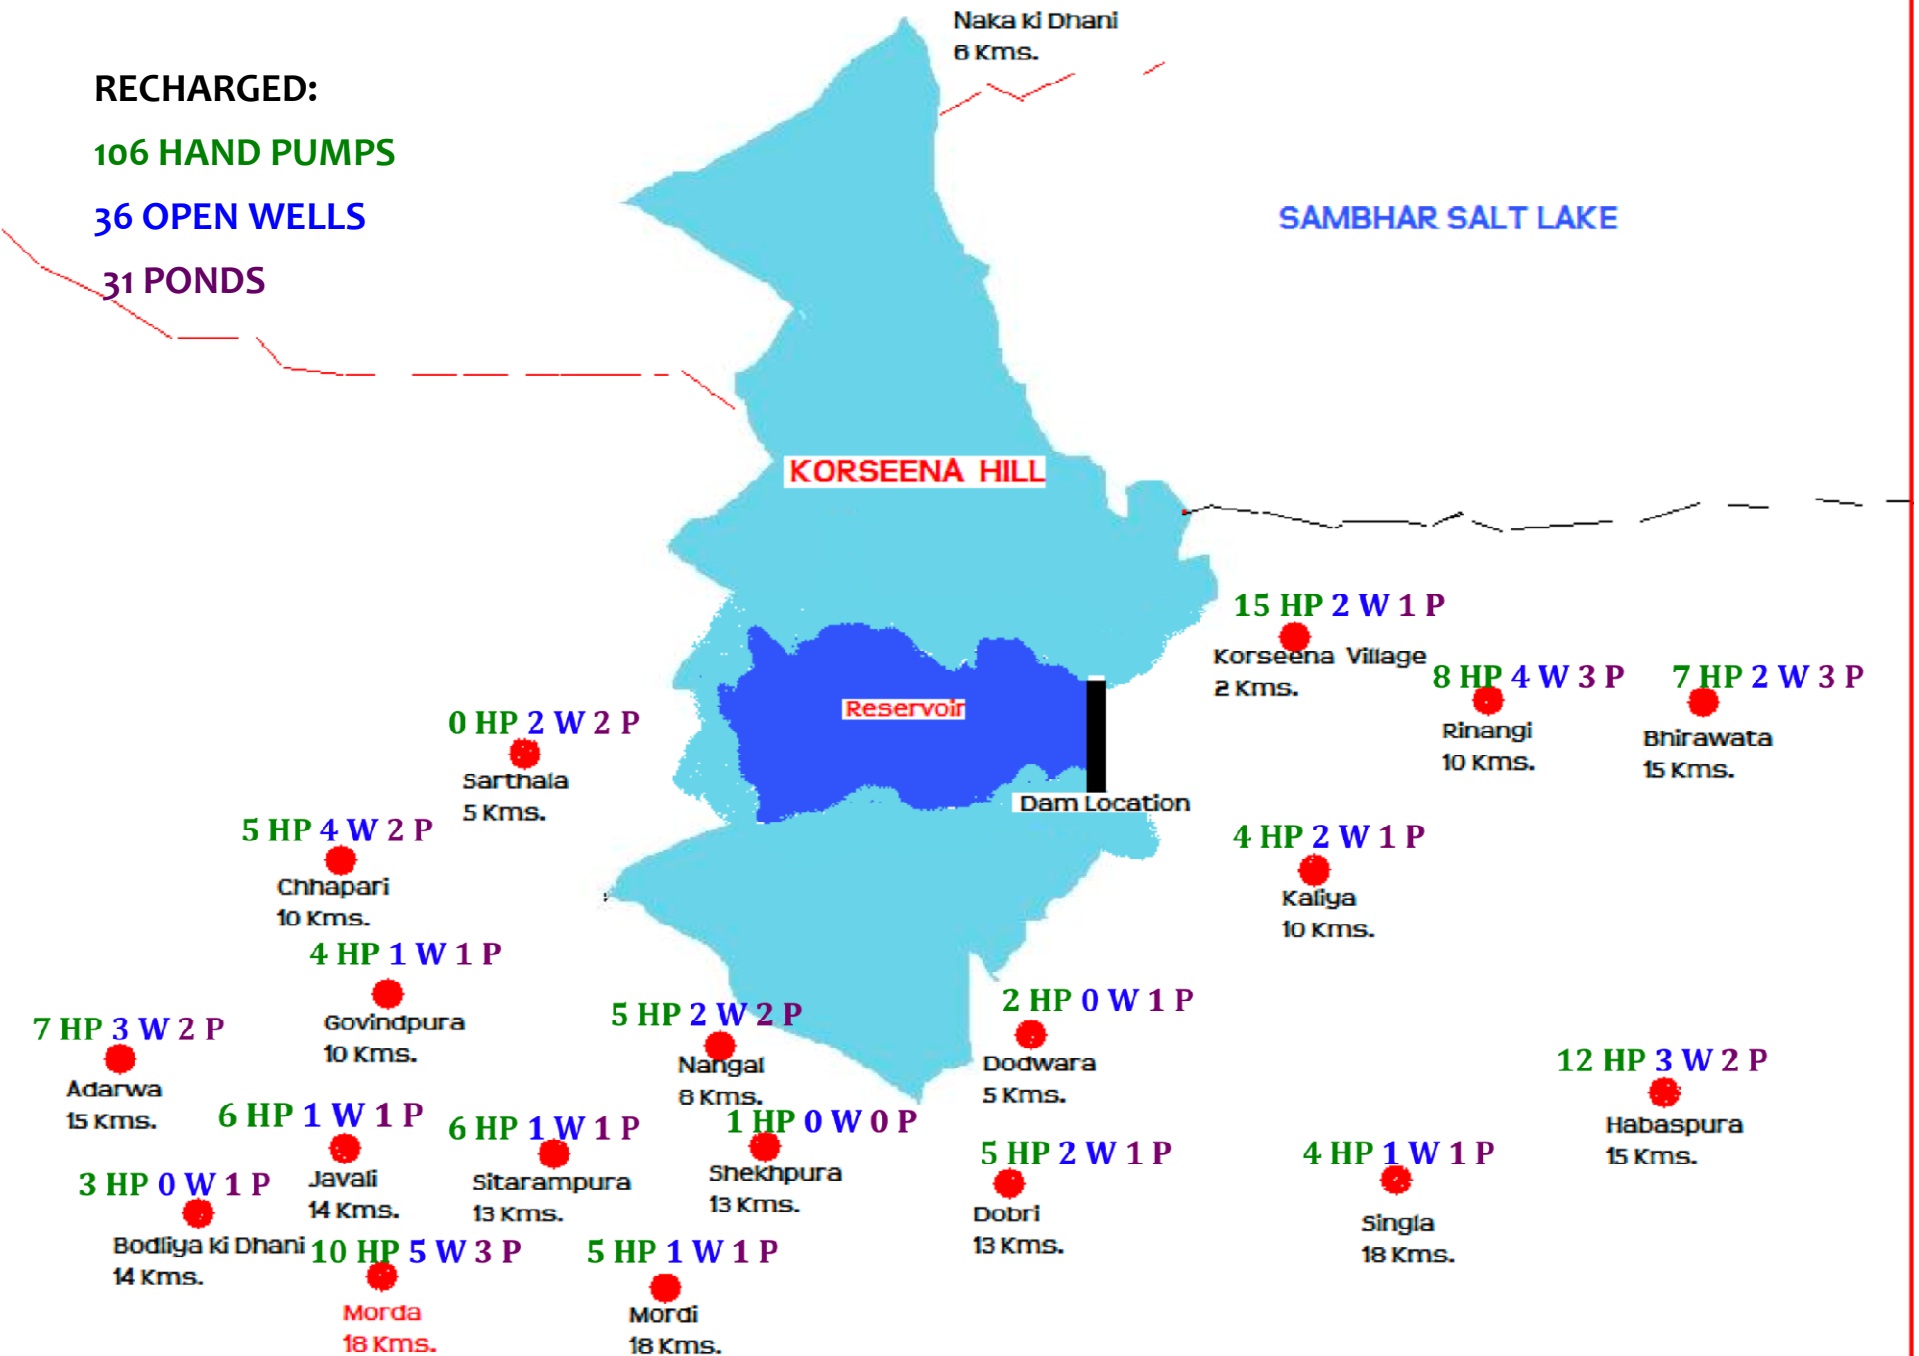 Naka ki Dhani
6 Kms.
RECHARGED:
106 HAND PUMPS
36 OPEN WELLS
31 PONDS
SAMBHAR SALT LAKE
KORSEENA HILL
15 HP 2 W 1 P
Korseena Village
2 Kms.
8 HP 4 W 3 P
Rinangi
10 Kms.
7 HP 2 W 3 P
Bhirawata
15 Kms.
Reservoir
0 HP 2 W 2 P
Sarthala
5 Kms.
Dam Location
5 HP 4 W 2 P
Chhapari
10 Kms.
4 HP 2 W 1 P
Kaliya
10 Kms.
4 HP 1 W 1 P
Govindpura
10 Kms.
7 HP 3 W 2 P
Adarwa
15 Kms.
5 HP 2 W 2 P
Nangal
8 Kms.
2 HP 0 W 1 P
Dodwara
5 Kms.
12 HP 3 W 2 P
Habaspura
15 Kms.
6 HP 1 W 1 P
Javali
14 Kms.
6 HP 1 W 1 P
Sitarampura
13 Kms.
1 HP 0 W 0 P
Shekhpura
13 Kms.
5 HP 2 W 1 P
Dobri
13 Kms.
4 HP 1 W 1 P
Singla
18 Kms.
3 HP 0 W 1 P
Bodliya ki Dhani
14 Kms.
10 HP 5 W 3 P
Morda
18 Kms.
5 HP 1 W 1 P
Mordi
18 Kms.